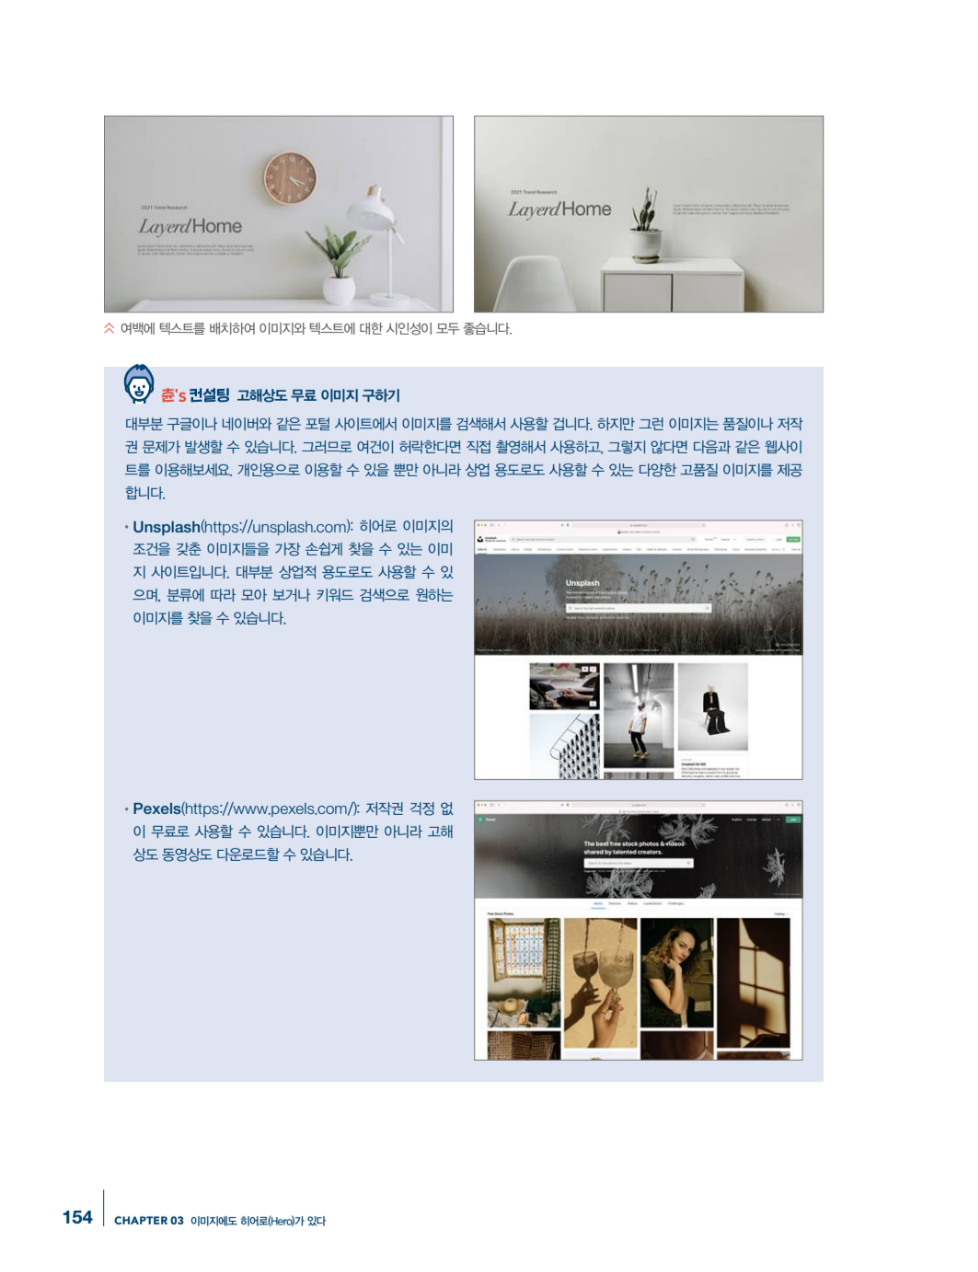 2021 Trend Research
Layerd Home
2021 Trend Research
Layerd Home
여백에 텍스트를 배치하여 이미지와 텍스트에 대한 시인성이 모두 좋습니다.
춘's 컨설팅 고해상도 무료 이미지 구하기
대부분 구글이나 네이버와 같은 포털 사이트에서 이미지를 검색해서 사용할 겁니다. 하지만 그런 이미지는 품질이나 저작
권 문제가 발생할 수 있습니다. 그러므로 여건이 허락한다면 직접 촬영해서 사용하고, 그렇지 않다면 다음과 같은 웹사이
트를 이용해보세요. 개인용으로 이용할 수 있을 뿐만 아니라 상업 용도로도 사용할 수 있는 다양한 고품질 이미지를 제공
합니다.
• Unsplash(https://unsplash.com): 히어로 이미지의
조건을 갖춘 이미지들을 가장 손쉽게 찾을 수 있는 이미
지 사이트입니다. 대부분 상업적 용도로도 사용할 수 있
으며, 분류에 따라 모아 보거나 키워드 검색으로 원하는
이미지를 찾을 수 있습니다.
Unsplash
• Pexels(https://www.pexels.com/): 저작권 걱정 없
이 무료로 사용할 수 있습니다. 이미지뿐만 아니라 고해
상도 동영상도 다운로드할 수 있습니다.
The best free stock photos & videos
shared by talented creators.
Free Stock Photos
154 CHAPTER 03 이미지에도 히어로(Hero)가 있다